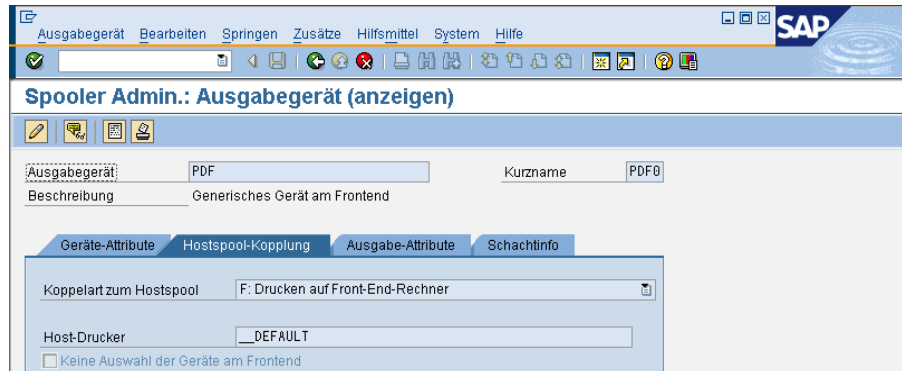 Ausgabegerät Bearbeiten Springen Zusätze Hilfsmittel System Hilfe
SAP
Spooler Admin.: Ausgabegerät (anzeigen)
Ausgabegerät PDF Kurzname PDF0
Beschreibung Generisches Gerät am Frontend
Geräte-Attribute Hostspool-Kopplung Ausgabe-Attribute Schachtinfo
Koppelart zum Hostspool F: Drucken auf Front-End-Rechner
Host-Drucker __DEFAULT
Keine Auswahl der Geräte am Frontend